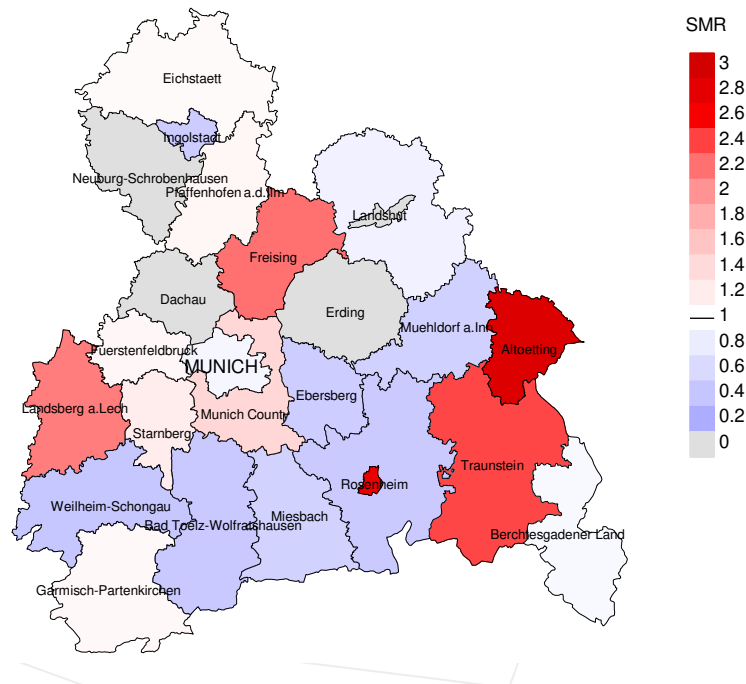 SMR
3
2.8
2.6
2.4
2.2
2
1.8
1.6
1.4
1.2
1
0.8
0.6
0.4
0.2
0
Eichstaett
Ingolstadt
Neuburg-Schrobenhausen
Pfaffenhofen a.d.Ilm
Landshut
Freising
Dachau
Erding
Muehldorf a.Inn
Fuerstenfeldbruck
Altoetting
MUNICH
Ebersberg
Landsberg a.Lech
Munich County
Starnberg
Traunstein
Rosenheim
Weilheim-Schongau
Miesbach
Bad Toelz-Wolfratshausen
Berchtesgadener Land
Garmisch-Partenkirchen